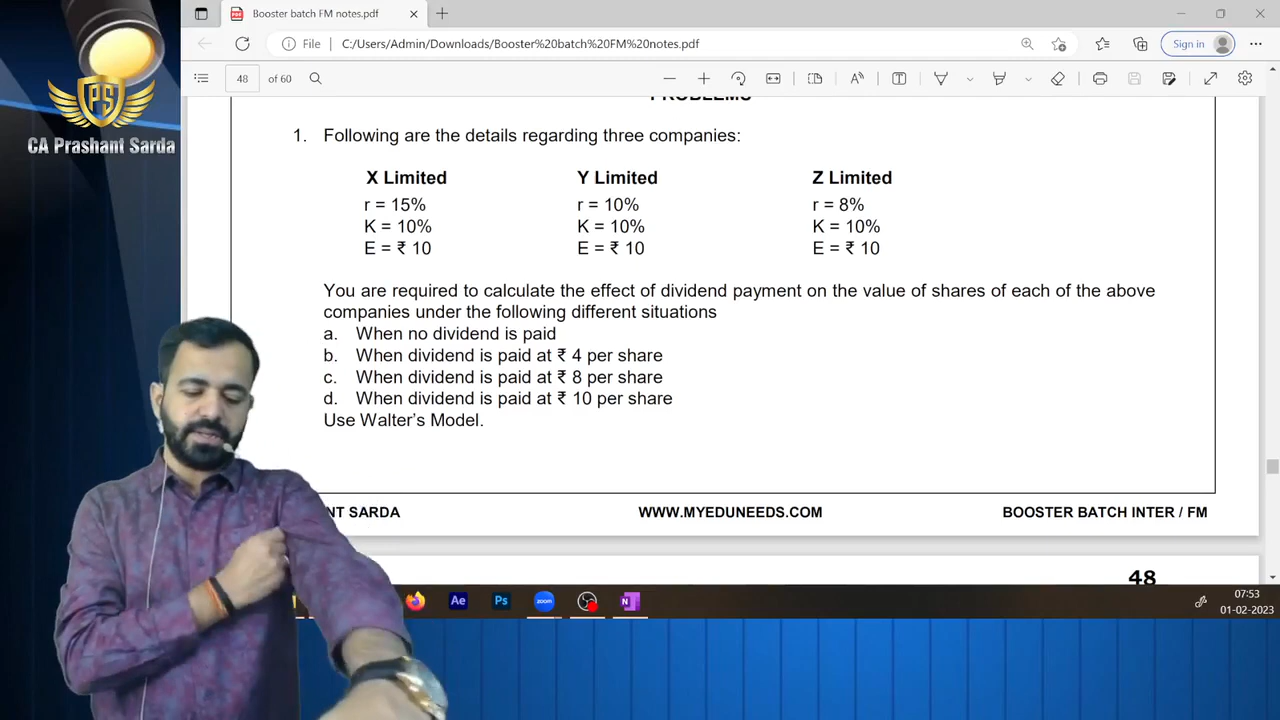 Booster batch FM notes.pdf
PS
CA Prashant Sarda
File
C:/Users/Admin/Downloads/Booster%20batch%20FM%20notes.pdf
Sign in
48 of 60
PROBLEMS
1. Following are the details regarding three companies:
X Limited Y Limited Z Limited
r = 15% r = 10% r = 8%
K = 10% K = 10% K = 10%
E = ₹ 10 E = ₹ 10 E = ₹ 10
You are required to calculate the effect of dividend payment on the value of shares of each of the above
companies under the following different situations
a. When no dividend is paid
b. When dividend is paid at ₹ 4 per share
c. When dividend is paid at ₹ 8 per share
d. When dividend is paid at ₹ 10 per share
Use Walter’s Model.
NT SARDA WWW.MYEDUNEEDS.COM BOOSTER BATCH INTER / FM
48
Ae Ps zoom N
07:53
01-02-2023